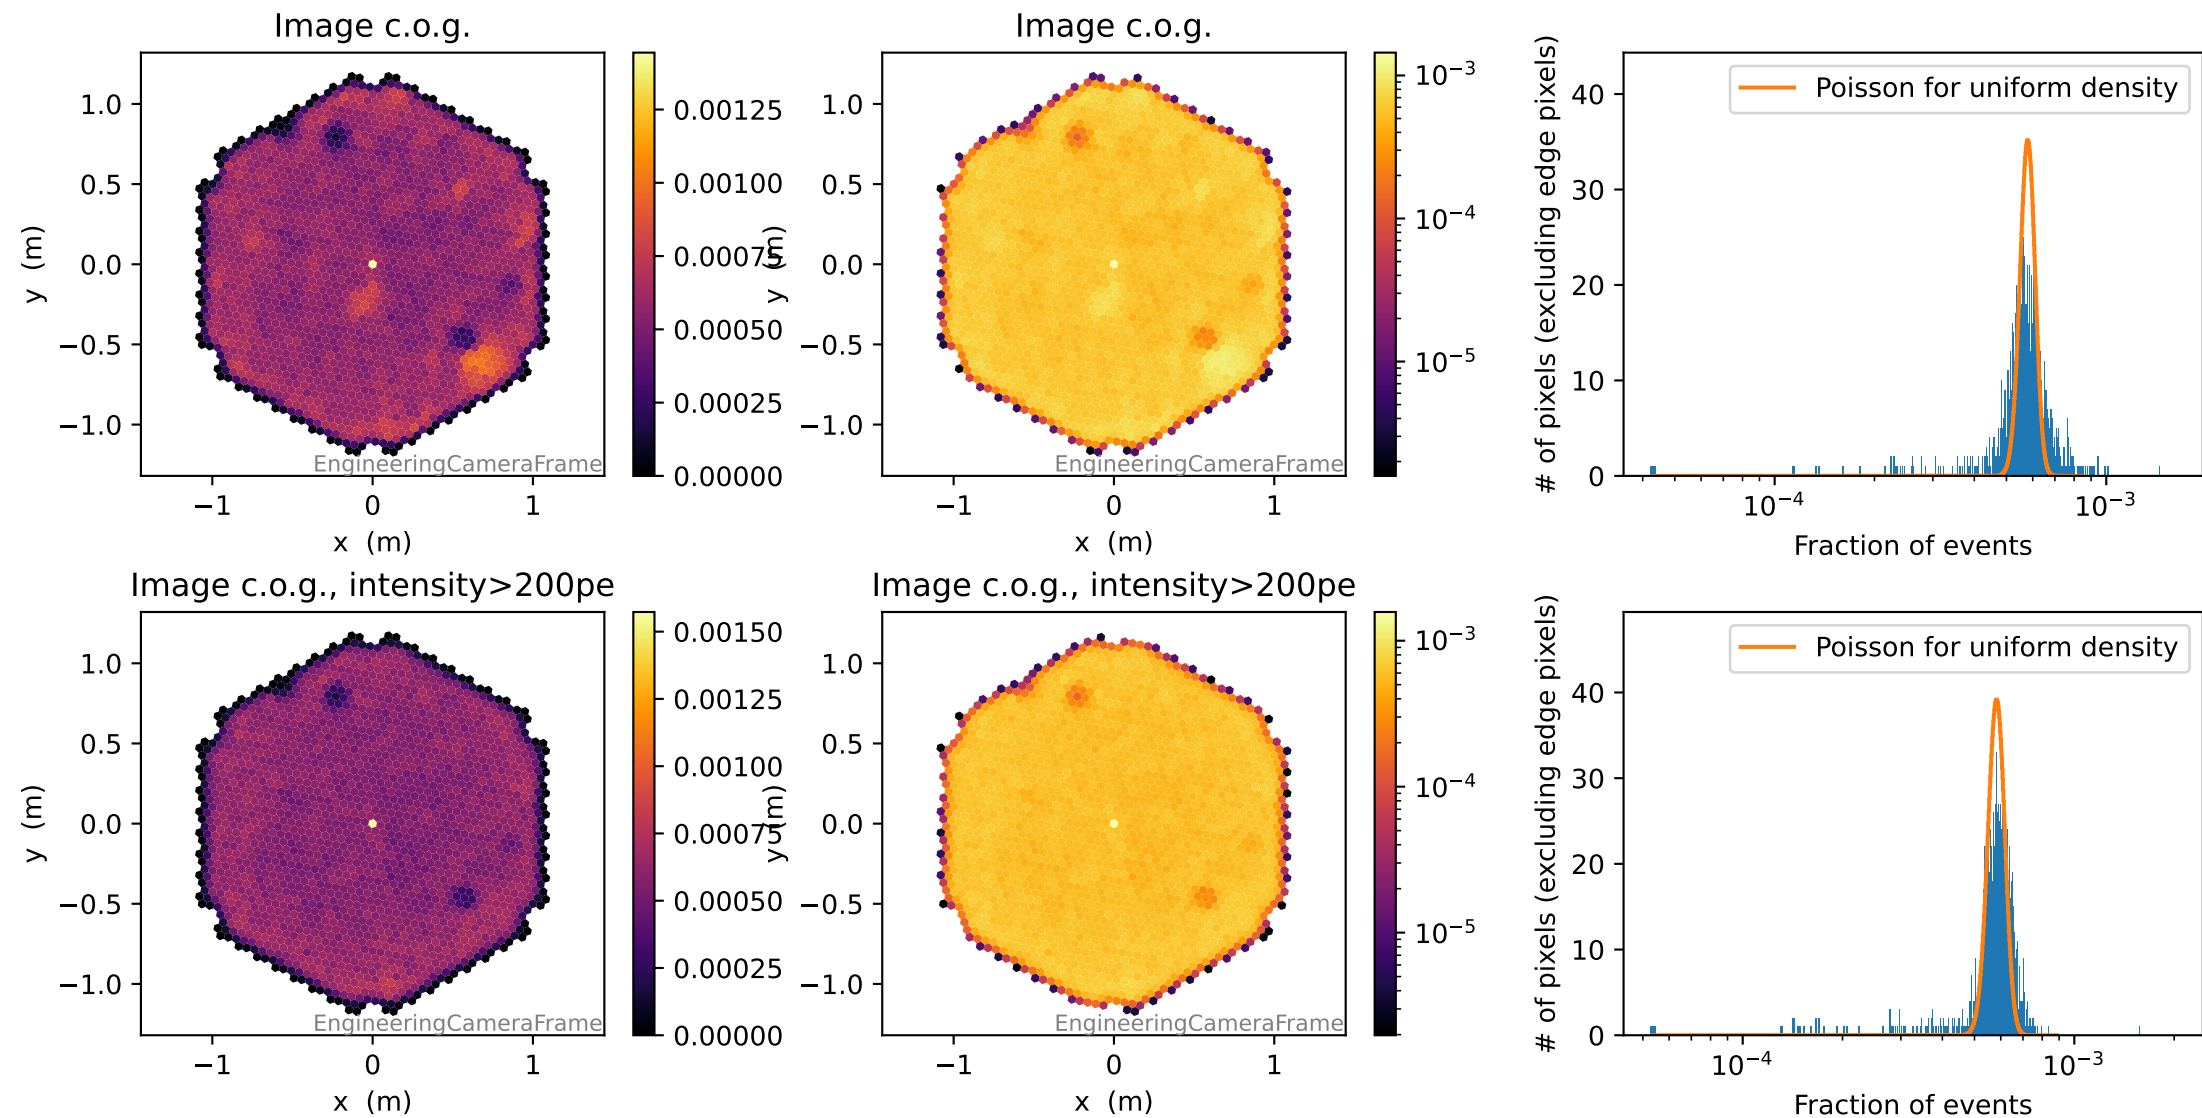 Image c.o.g.
1.0
0.5
0.0
−0.5
−1.0
y (m)
−1
0
1
x (m)
EngineeringCameraFrame
0.00125
0.00100
0.00075
0.00050
0.00025
0.00000
Image c.o.g.
1.0
0.5
0.0
−0.5
−1.0
y (m)
−1
0
1
x (m)
EngineeringCameraFrame
10⁻³
10⁻⁴
10⁻⁵
# of pixels (excluding edge pixels)
40
30
20
10
0
Poisson for uniform density
10⁻⁴
10⁻³
Fraction of events
Image c.o.g., intensity>200pe
1.0
0.5
0.0
−0.5
−1.0
y (m)
−1
0
1
x (m)
EngineeringCameraFrame
0.00150
0.00125
0.00100
0.00075
0.00050
0.00025
0.00000
Image c.o.g., intensity>200pe
1.0
0.5
0.0
−0.5
−1.0
y (m)
−1
0
1
x (m)
EngineeringCameraFrame
10⁻³
10⁻⁴
10⁻⁵
# of pixels (excluding edge pixels)
40
30
20
10
0
Poisson for uniform density
10⁻⁴
10⁻³
Fraction of events